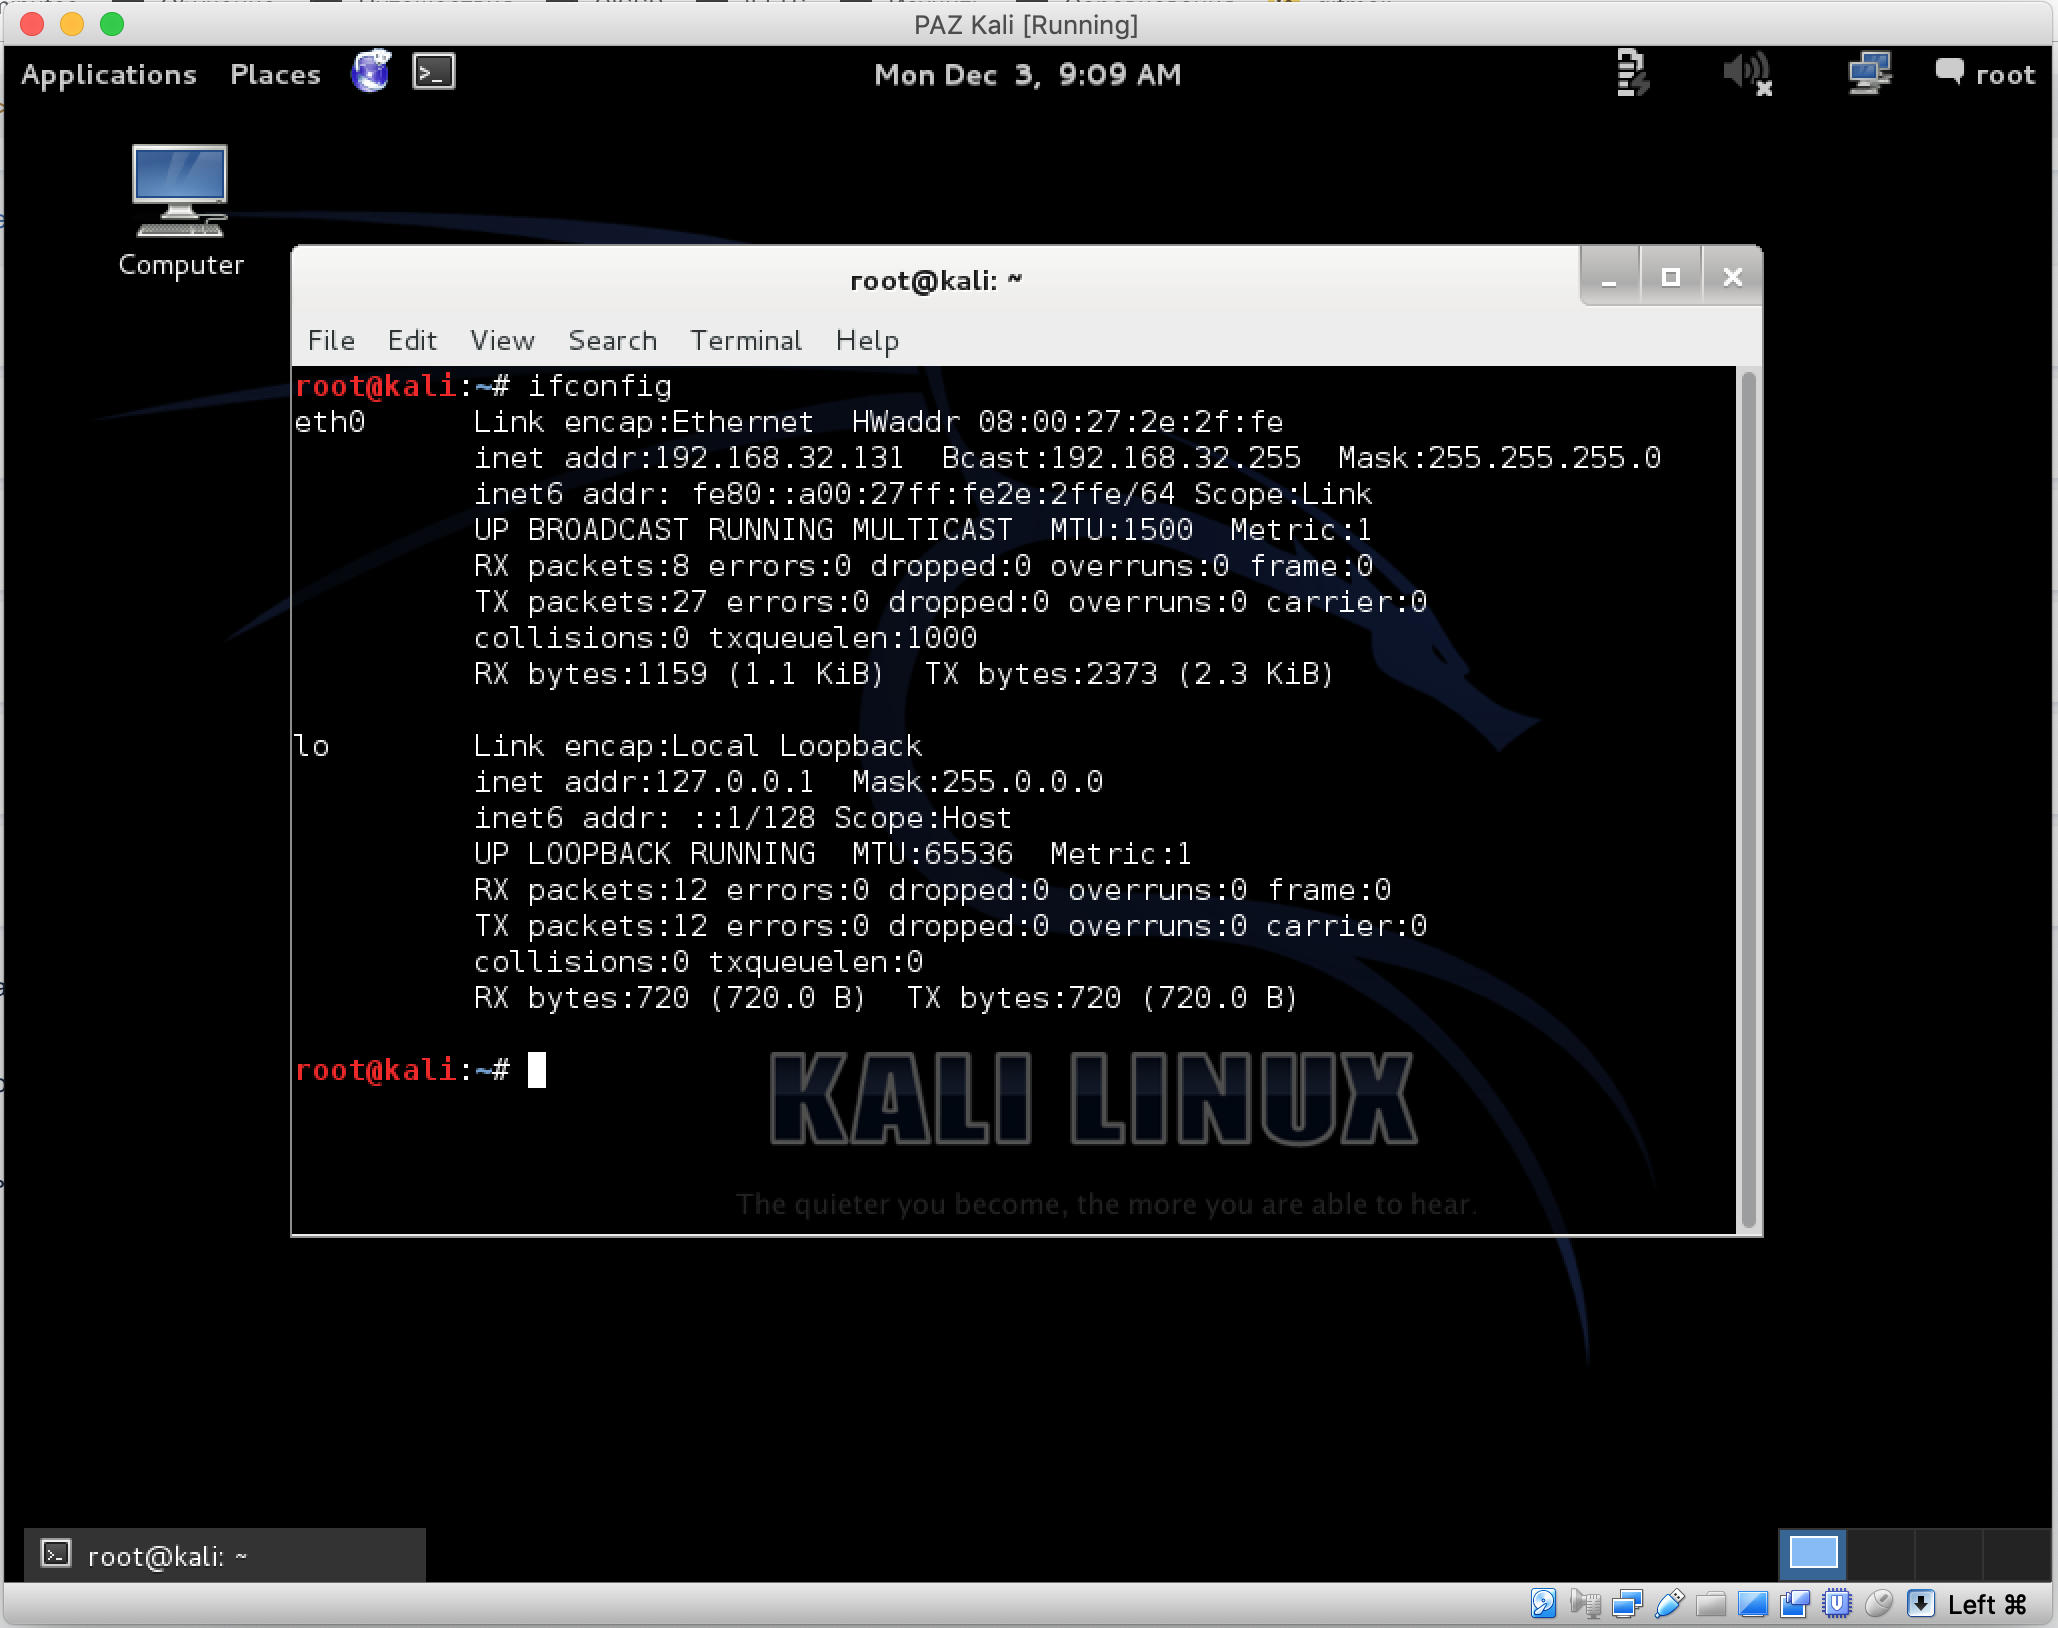 PAZ Kali [Running]
Applications Places Mon Dec 3, 9:09 AM root
Computer
root@kali: ~
File Edit View Search Terminal Help
root@kali:~# ifconfig
eth0 Link encap:Ethernet HWaddr 08:00:27:2e:2f:fe
inet addr:192.168.32.131 Bcast:192.168.32.255 Mask:255.255.255.0
inet6 addr: fe80::a00:27ff:fe2e:2ffe/64 Scope:Link
UP BROADCAST RUNNING MULTICAST MTU:1500 Metric:1
RX packets:8 errors:0 dropped:0 overruns:0 frame:0
TX packets:27 errors:0 dropped:0 overruns:0 carrier:0
collisions:0 txqueuelen:1000
RX bytes:1159 (1.1 KiB) TX bytes:2373 (2.3 KiB)
lo Link encap:Local Loopback
inet addr:127.0.0.1 Mask:255.0.0.0
inet6 addr: ::1/128 Scope:Host
UP LOOPBACK RUNNING MTU:65536 Metric:1
RX packets:12 errors:0 dropped:0 overruns:0 frame:0
TX packets:12 errors:0 dropped:0 overruns:0 carrier:0
collisions:0 txqueuelen:0
RX bytes:720 (720.0 B) TX bytes:720 (720.0 B)
root@kali:~#
KALI LINUX
The quieter you become, the more you are able to hear.
root@kali: ~
Left ⌘